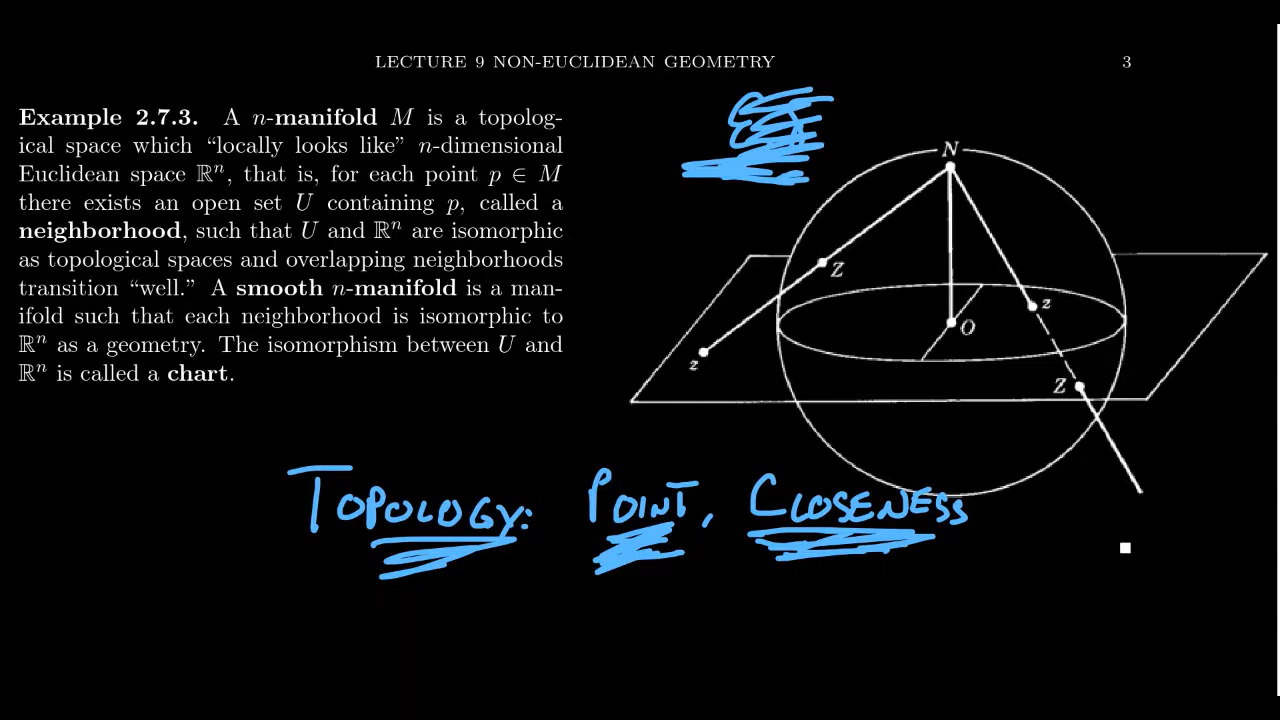 LECTURE 9 NON-EUCLIDEAN GEOMETRY 3
Example 2.7.3. A n-manifold M is a topolog-
ical space which “locally looks like” n-dimensional
Euclidean space ℝⁿ, that is, for each point p ∈ M
there exists an open set U containing p, called a
neighborhood, such that U and ℝⁿ are isomorphic
as topological spaces and overlapping neighborhoods
transition “well.” A smooth n-manifold is a man-
ifold such that each neighborhood is isomorphic to
ℝⁿ as a geometry. The isomorphism between U and
ℝⁿ is called a chart.
N
Z
z
O
z
Z
TOPOLOGY: POINT, CLOSENESS